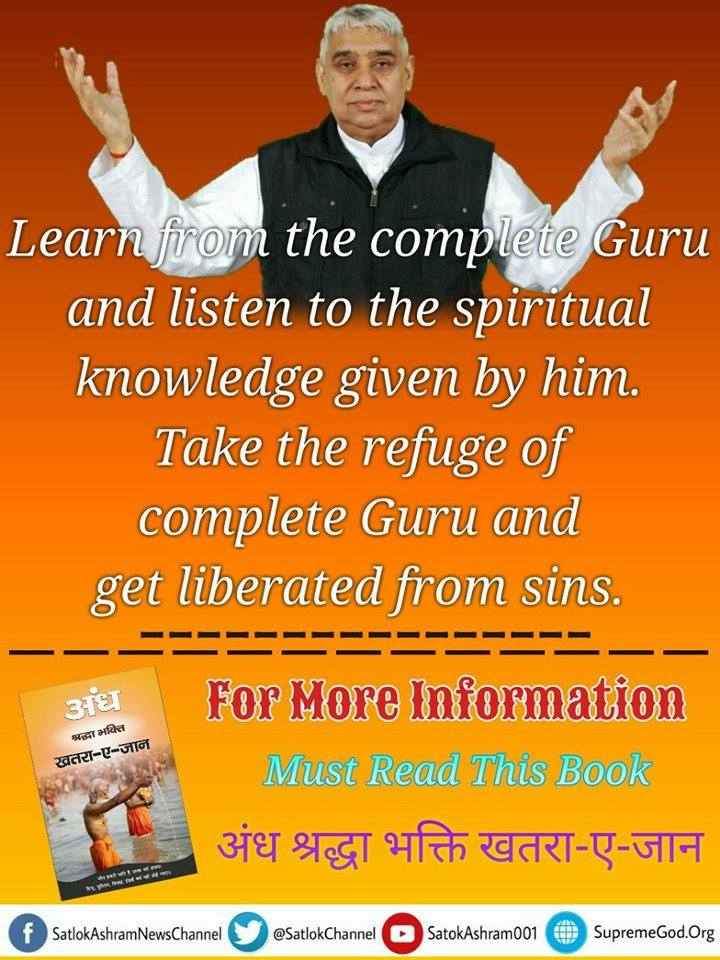 Learn from the complete Guru
and listen to the spiritual
knowledge given by him.
Take the refuge of
complete Guru and
get liberated from sins.
For More Information
Must Read This Book
अंध श्रद्धा भक्ति खतरा-ए-जान
अंध
श्रद्धा भक्ति
खतरा-ए-जान
SatlokAshramNewsChannel
@SatlokChannel
SatokAshram001
SupremeGod.Org